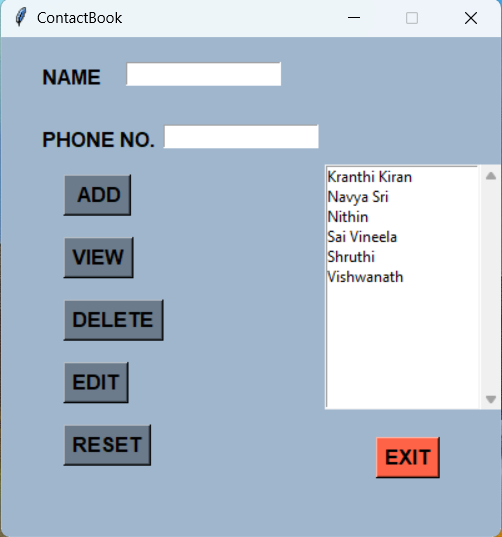 ContactBook
NAME
PHONE NO.
ADD
VIEW
DELETE
EDIT
RESET
Kranthi Kiran
Navya Sri
Nithin
Sai Vineela
Shruthi
Vishwanath
EXIT